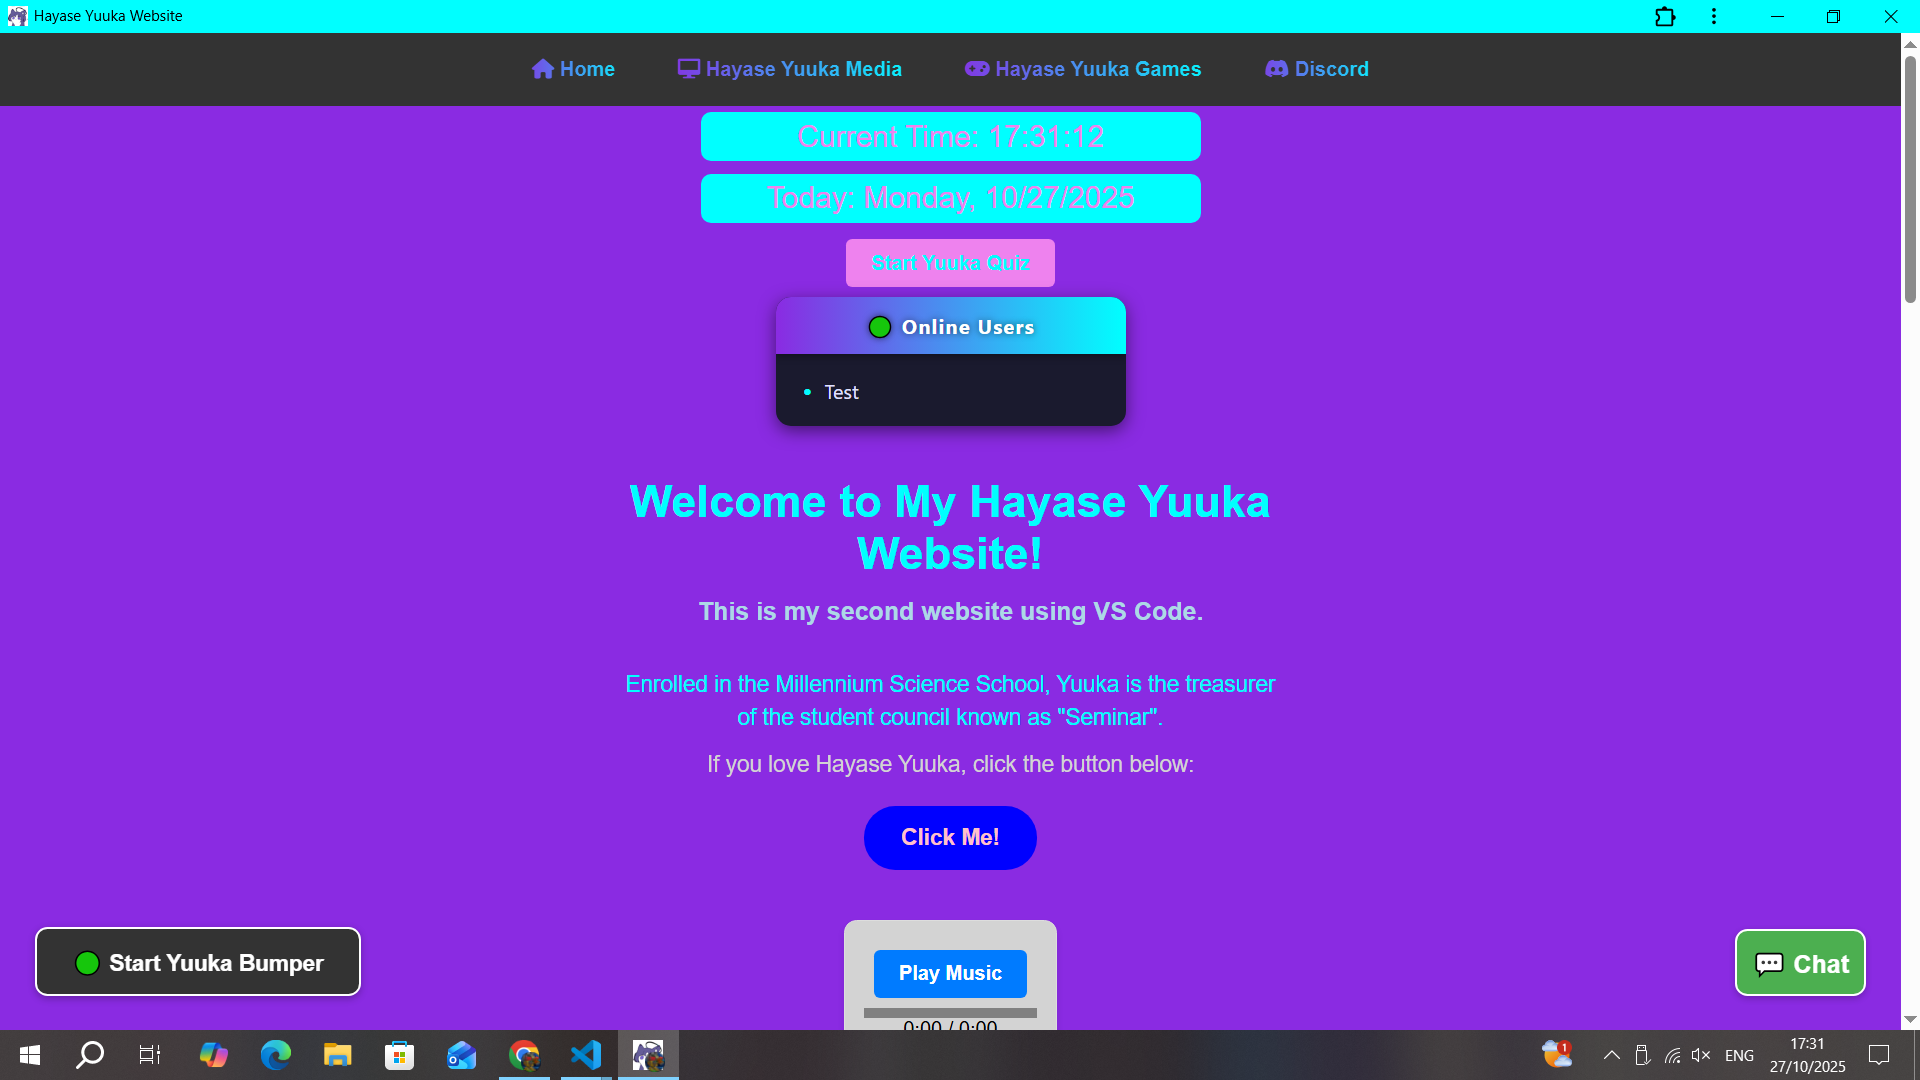 Hayase Yuuka Website
Home
Hayase Yuuka Media
Hayase Yuuka Games
Discord
Current Time: 17:31:12
Today: Monday, 10/27/2025
Start Yuuka Quiz
Online Users
Test
Welcome to My Hayase Yuuka
Website!
This is my second website using VS Code.
Enrolled in the Millennium Science School, Yuuka is the treasurer
of the student council known as "Seminar".
If you love Hayase Yuuka, click the button below:
Click Me!
Start Yuuka Bumper
Play Music
0:00 / 0:00
Chat
1
ENG
17:31
27/10/2025